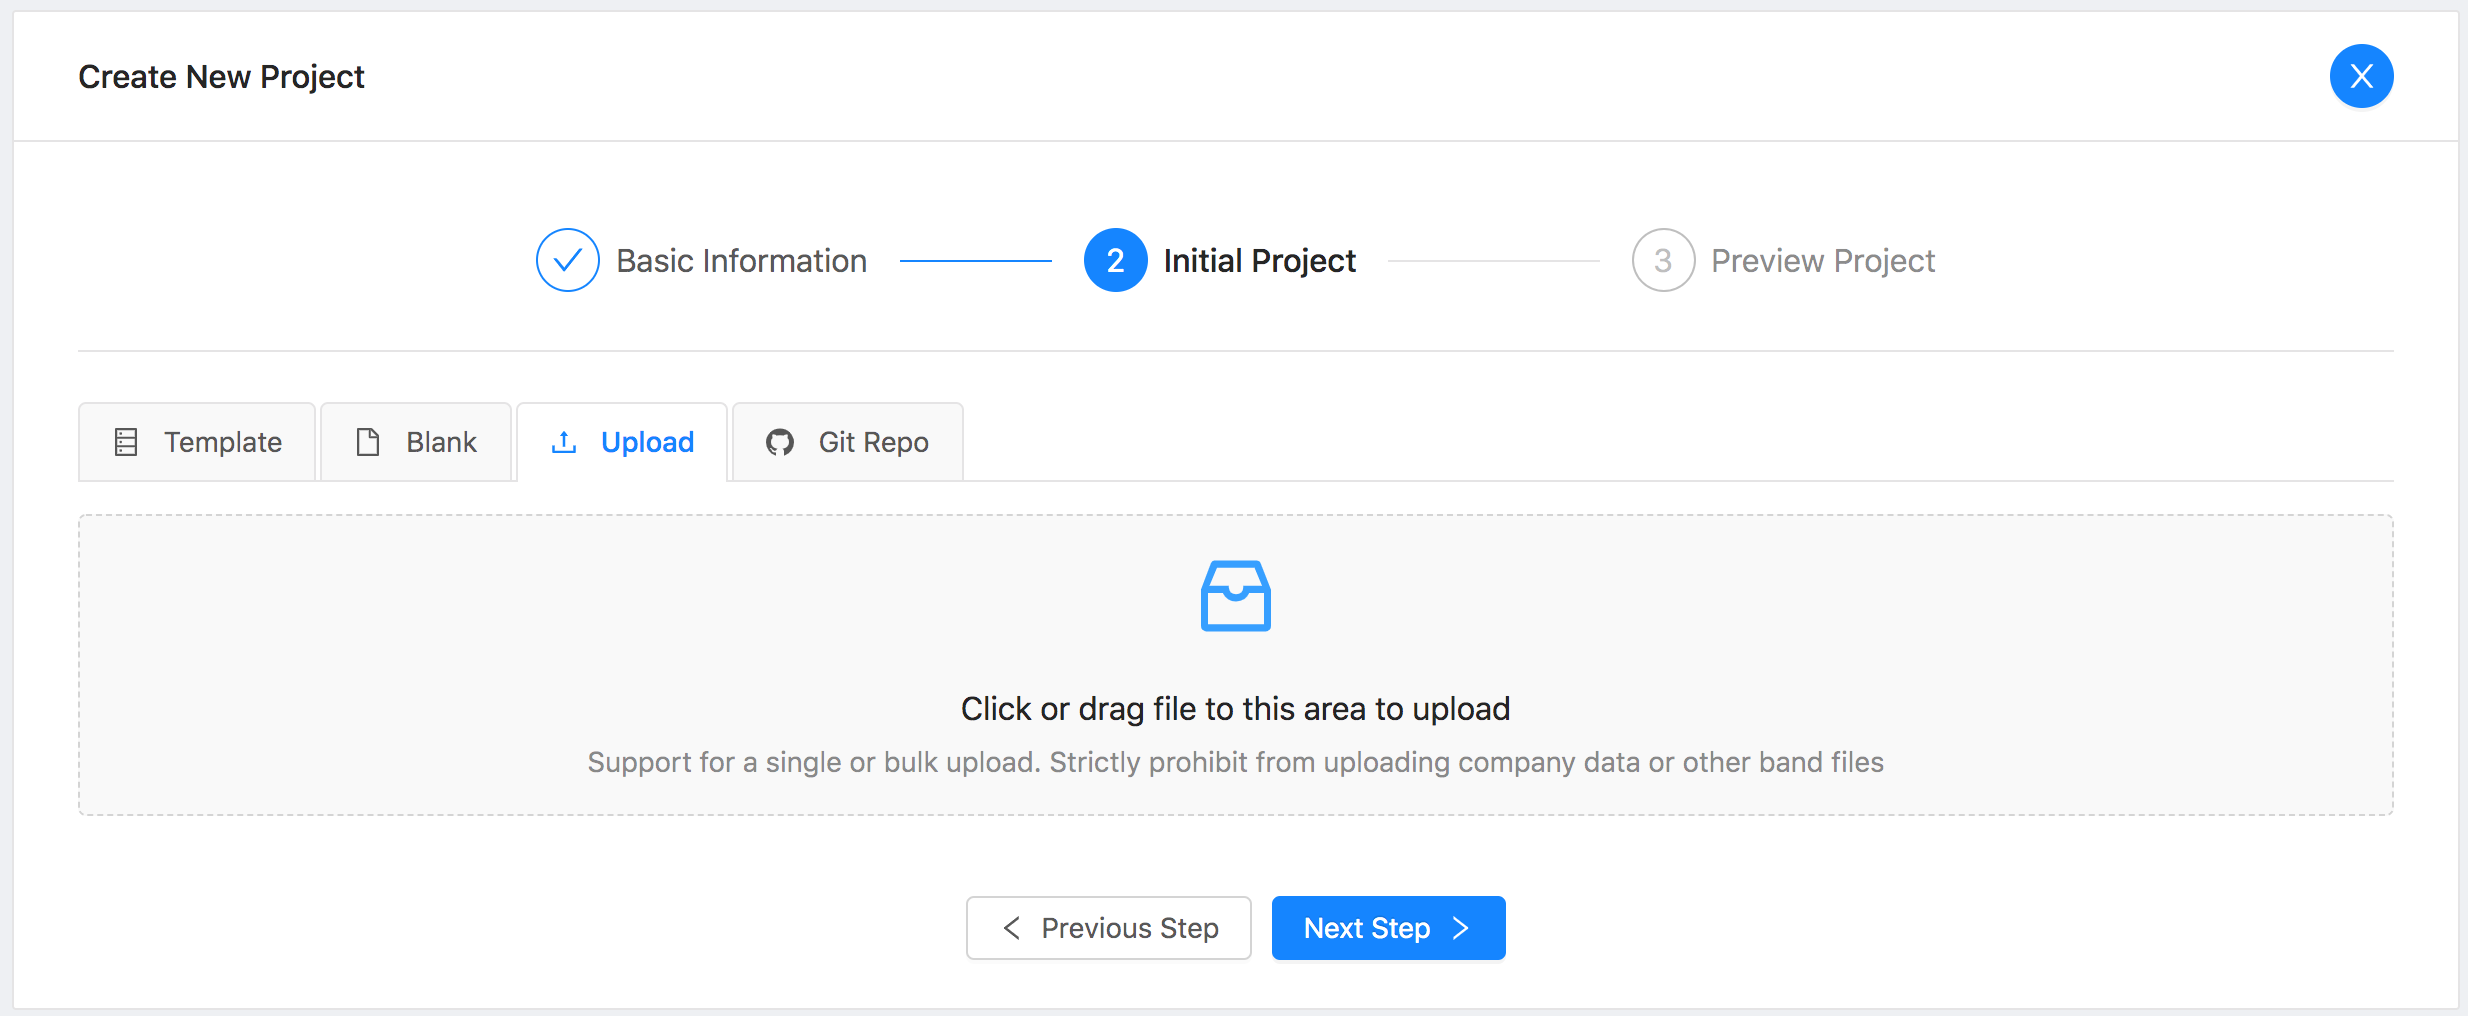 Create New Project
X
Basic Information
2 Initial Project
3 Preview Project
Template
Blank
Upload
Git Repo
Click or drag file to this area to upload
Support for a single or bulk upload. Strictly prohibit from uploading company data or other band files
Previous Step
Next Step